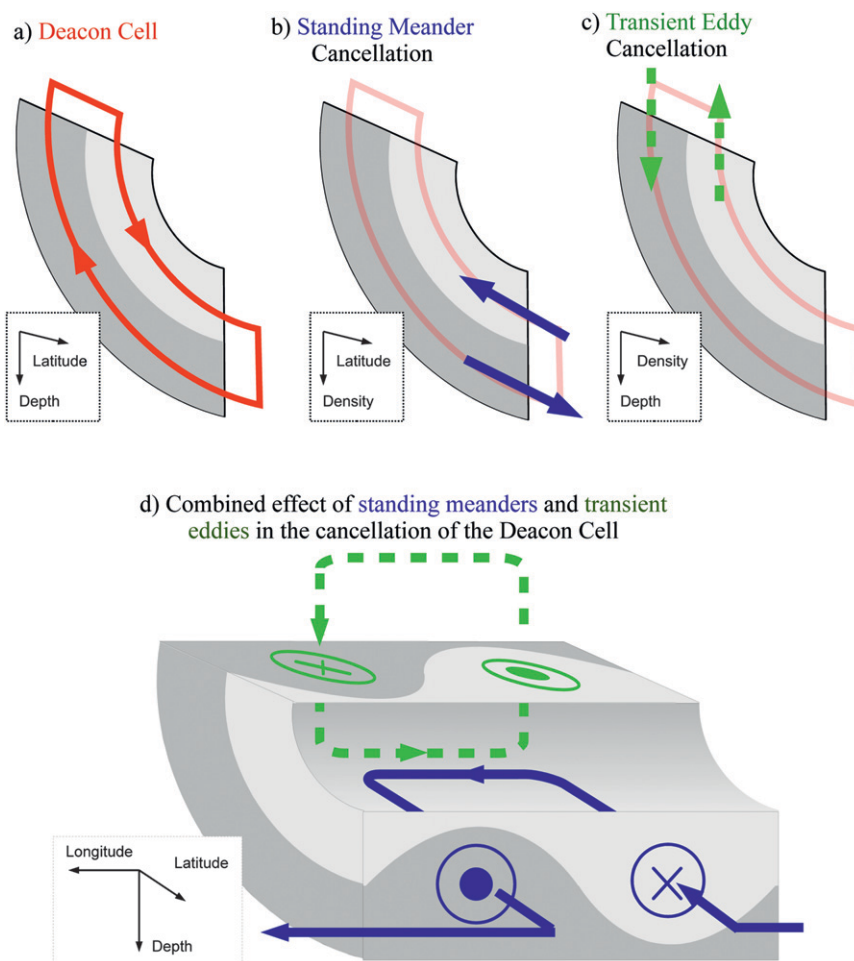 a) Deacon Cell
b) Standing Meander
Cancellation
c) Transient Eddy
Cancellation
Latitude
Depth
Latitude
Density
Density
Depth
d) Combined effect of standing meanders and transient
eddies in the cancellation of the Deacon Cell
Longitude
Latitude
Depth